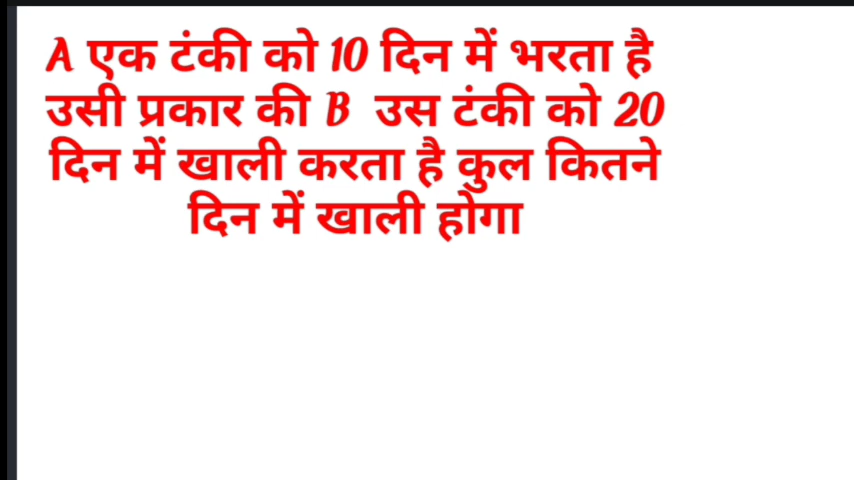 A एक टंकी को 10 दिन में भरता है
उसी प्रकार की B उस टंकी को 20
दिन में खाली करता है कुल कितने
दिन में खाली होगा